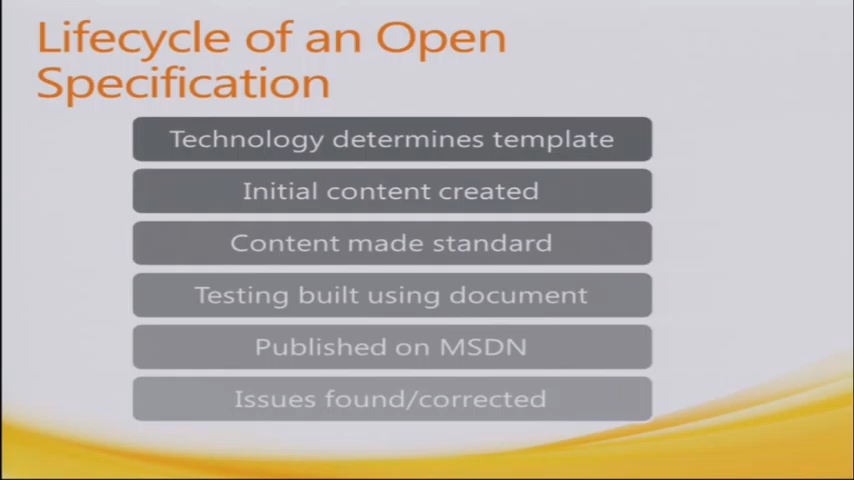 Lifecycle of an Open
Specification
Technology determines template
Initial content created
Content made standard
Testing built using document
Published on MSDN
Issues found/corrected